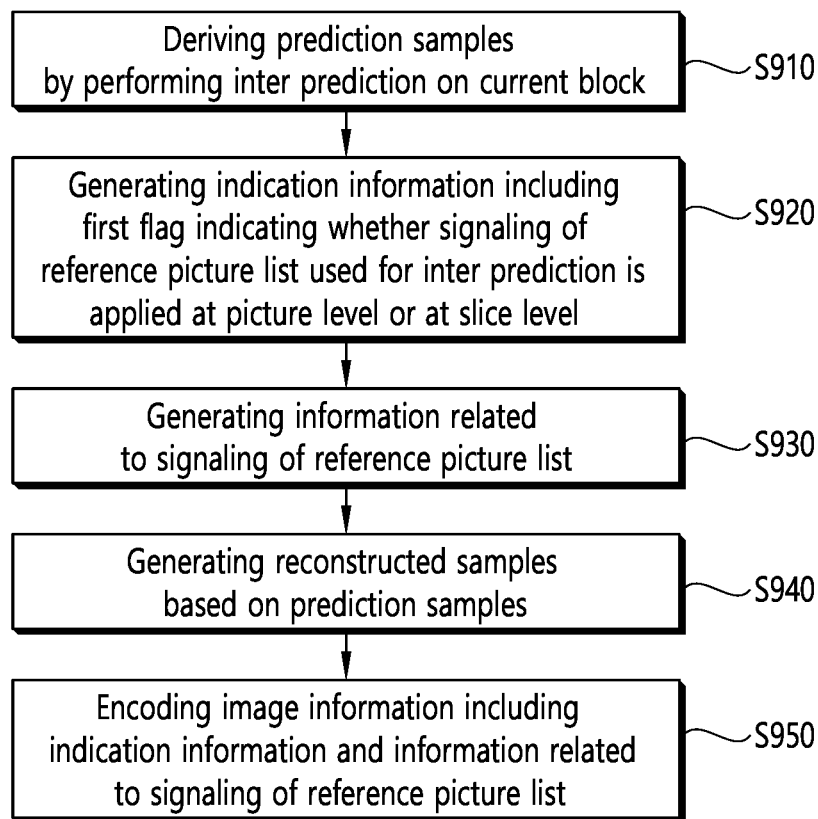 Deriving prediction samples
by performing inter prediction on current block
S910
Generating indication information including
first flag indicating whether signaling of
reference picture list used for inter prediction is
applied at picture level or at slice level
S920
Generating information related
to signaling of reference picture list
S930
Generating reconstructed samples
based on prediction samples
S940
Encoding image information including
indication information and information related
to signaling of reference picture list
S950